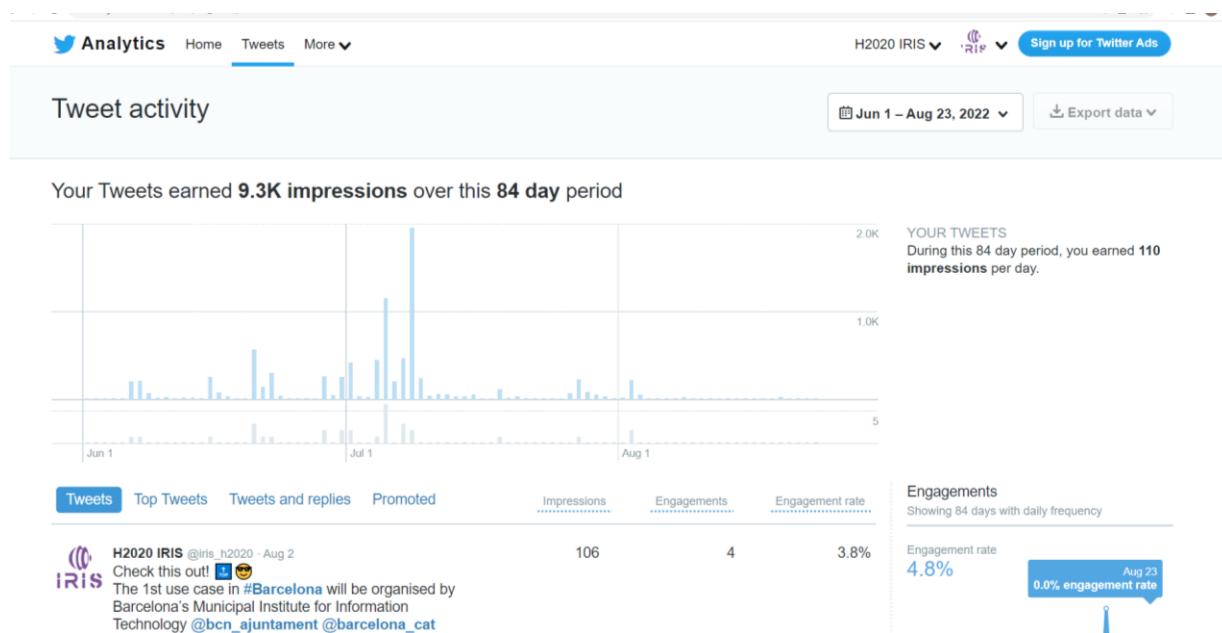 Analytics Home Tweets More
H2020 IRIS IRIS Sign up for Twitter Ads
Tweet activity
Jun 1 – Aug 23, 2022 Export data
Your Tweets earned 9.3K impressions over this 84 day period
2.0K
1.0K
5
Jun 1 Jul 1 Aug 1
YOUR TWEETS
During this 84 day period, you earned 110
impressions per day.
Tweets Top Tweets Tweets and replies Promoted Impressions Engagements Engagement rate
IRIS
H2020 IRIS @iris_h2020 · Aug 2 106 4 3.8%
Check this out!
The 1st use case in #Barcelona will be organised by
Barcelona's Municipal Institute for Information
Technology @bcn_ajuntament @barcelona_cat
Engagements
Showing 84 days with daily frequency
Engagement rate
4.8%
Aug 23
0.0% engagement rate